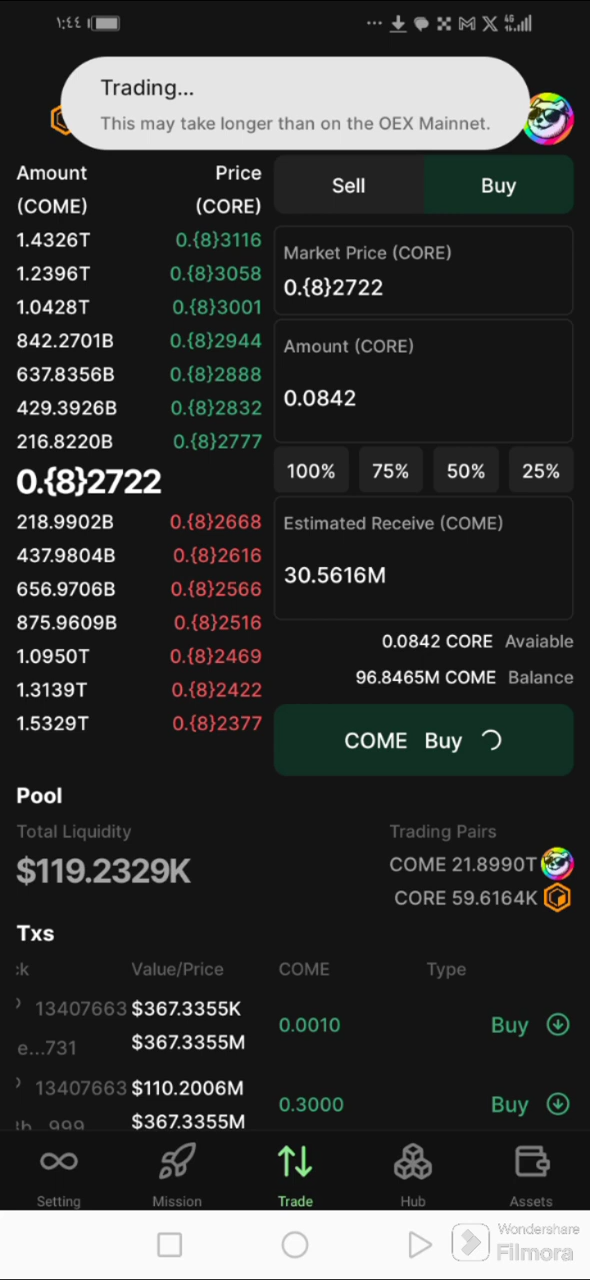 ١:٤٤
4G
Trading...
This may take longer than on the OEX Mainnet.
Amount Price
(COME) (CORE)
1.4326T 0.{8}3116
1.2396T 0.{8}3058
1.0428T 0.{8}3001
842.2701B 0.{8}2944
637.8356B 0.{8}2888
429.3926B 0.{8}2832
216.8220B 0.{8}2777
0.{8}2722
218.9902B 0.{8}2668
437.9804B 0.{8}2616
656.9706B 0.{8}2566
875.9609B 0.{8}2516
1.0950T 0.{8}2469
1.3139T 0.{8}2422
1.5329T 0.{8}2377
Sell Buy
Market Price (CORE)
0.{8}2722
Amount (CORE)
0.0842
100% 75% 50% 25%
Estimated Receive (COME)
30.5616M
0.0842 CORE Avaiable
96.8465M COME Balance
COME Buy
Pool
Total Liquidity Trading Pairs
$119.2329K
COME 21.8990T
CORE 59.6164K
Txs
:k Value/Price COME Type
13407663 $367.3355K 0.0010 Buy
e...731 $367.3355M
13407663 $110.2006M 0.3000 Buy
999 $367.3355M
Setting Mission Trade Hub Assets
Wondershare
Filmora